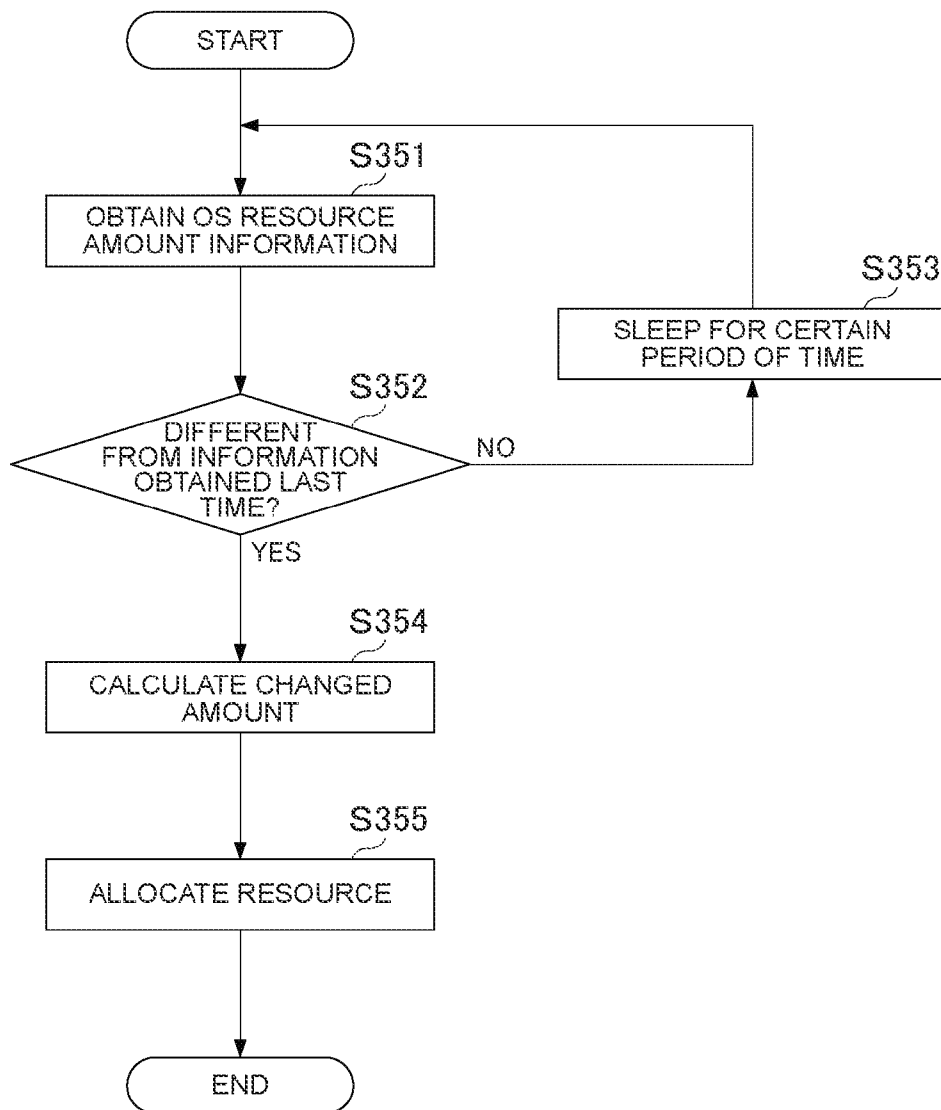 START
S351
OBTAIN OS RESOURCE
AMOUNT INFORMATION
S353
SLEEP FOR CERTAIN
PERIOD OF TIME
S352
DIFFERENT
FROM INFORMATION
OBTAINED LAST
TIME?
NO
YES
S354
CALCULATE CHANGED
AMOUNT
S355
ALLOCATE RESOURCE
END